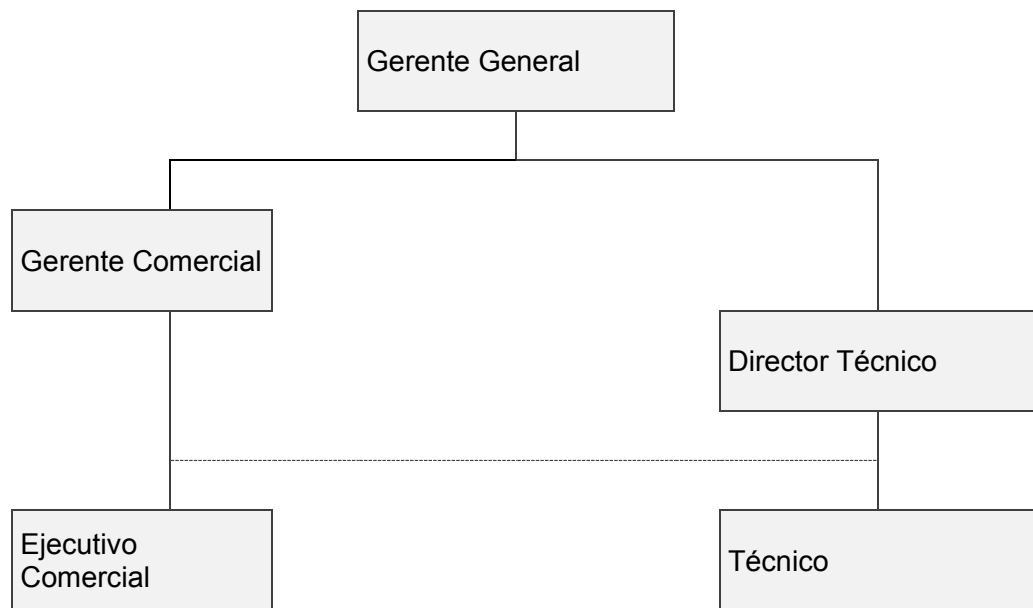 Gerente General
Gerente Comercial
Director Técnico
Ejecutivo
Comercial
Técnico